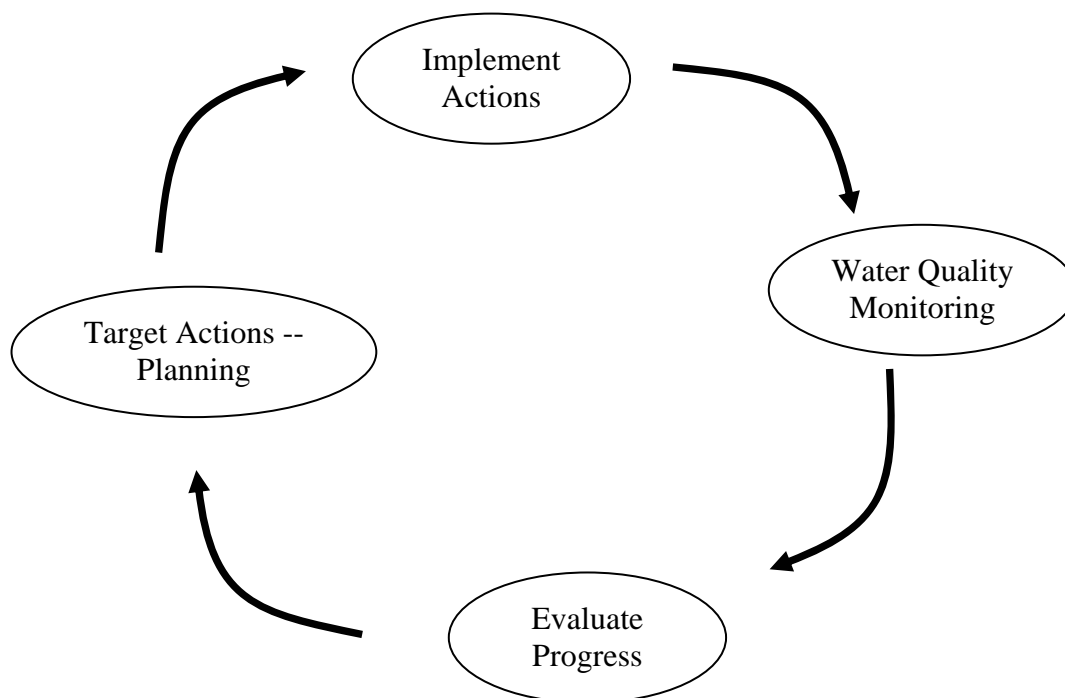 Implement
Actions
Water Quality
Monitoring
Target Actions --
Planning
Evaluate
Progress